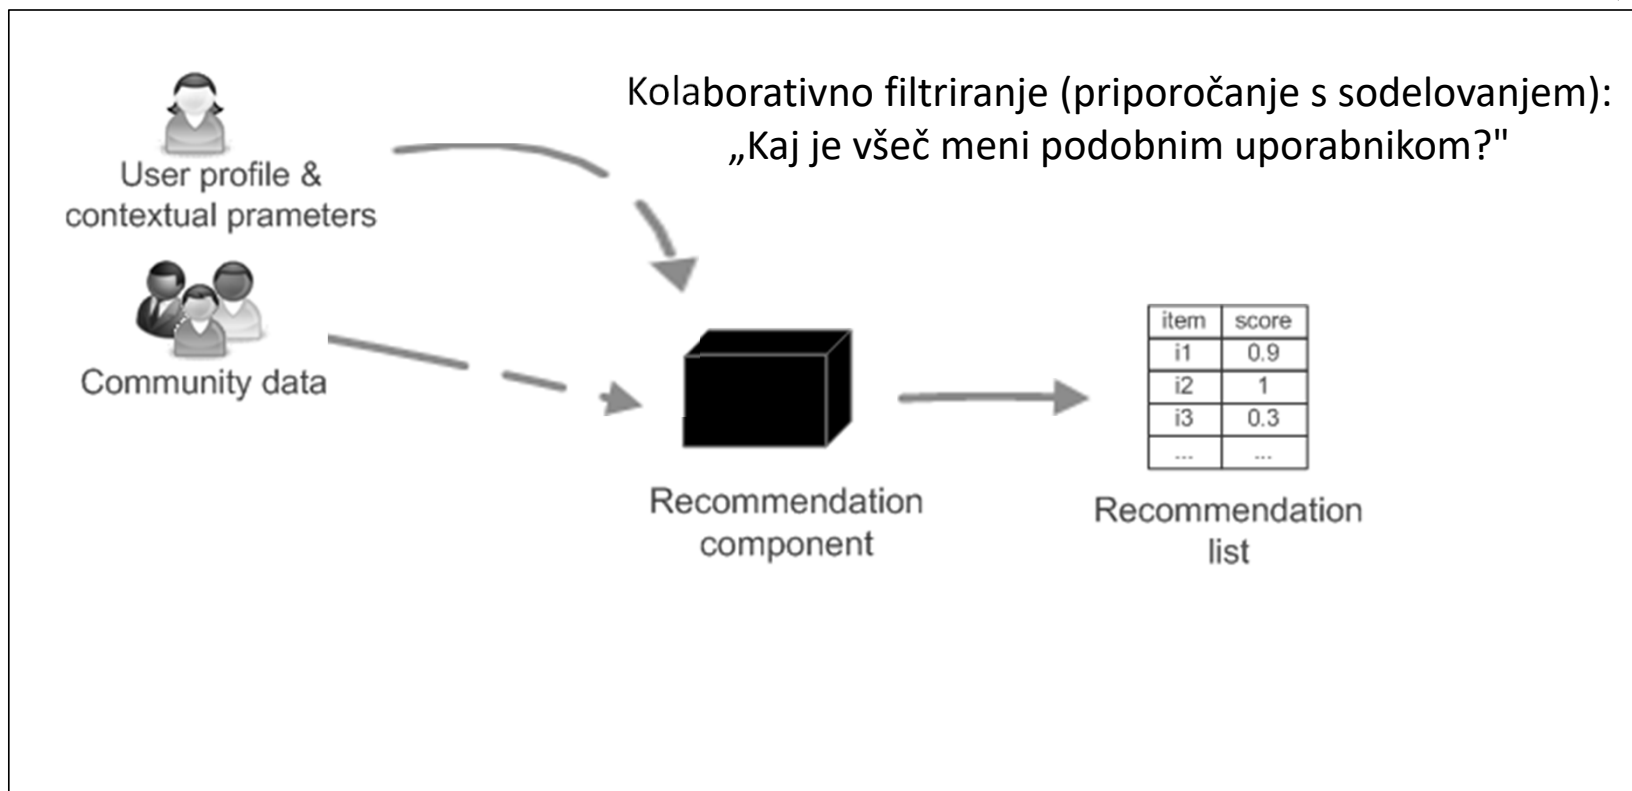 Kolaborativno filtriranje (priporočanje s sodelovanjem):
„Kaj je všeč meni podobnim uporabnikom?"
User profile &
contextual prameters
Community data
Recommendation
component
item score
i1 0.9
i2 1
i3 0.3
... ...
Recommendation
list